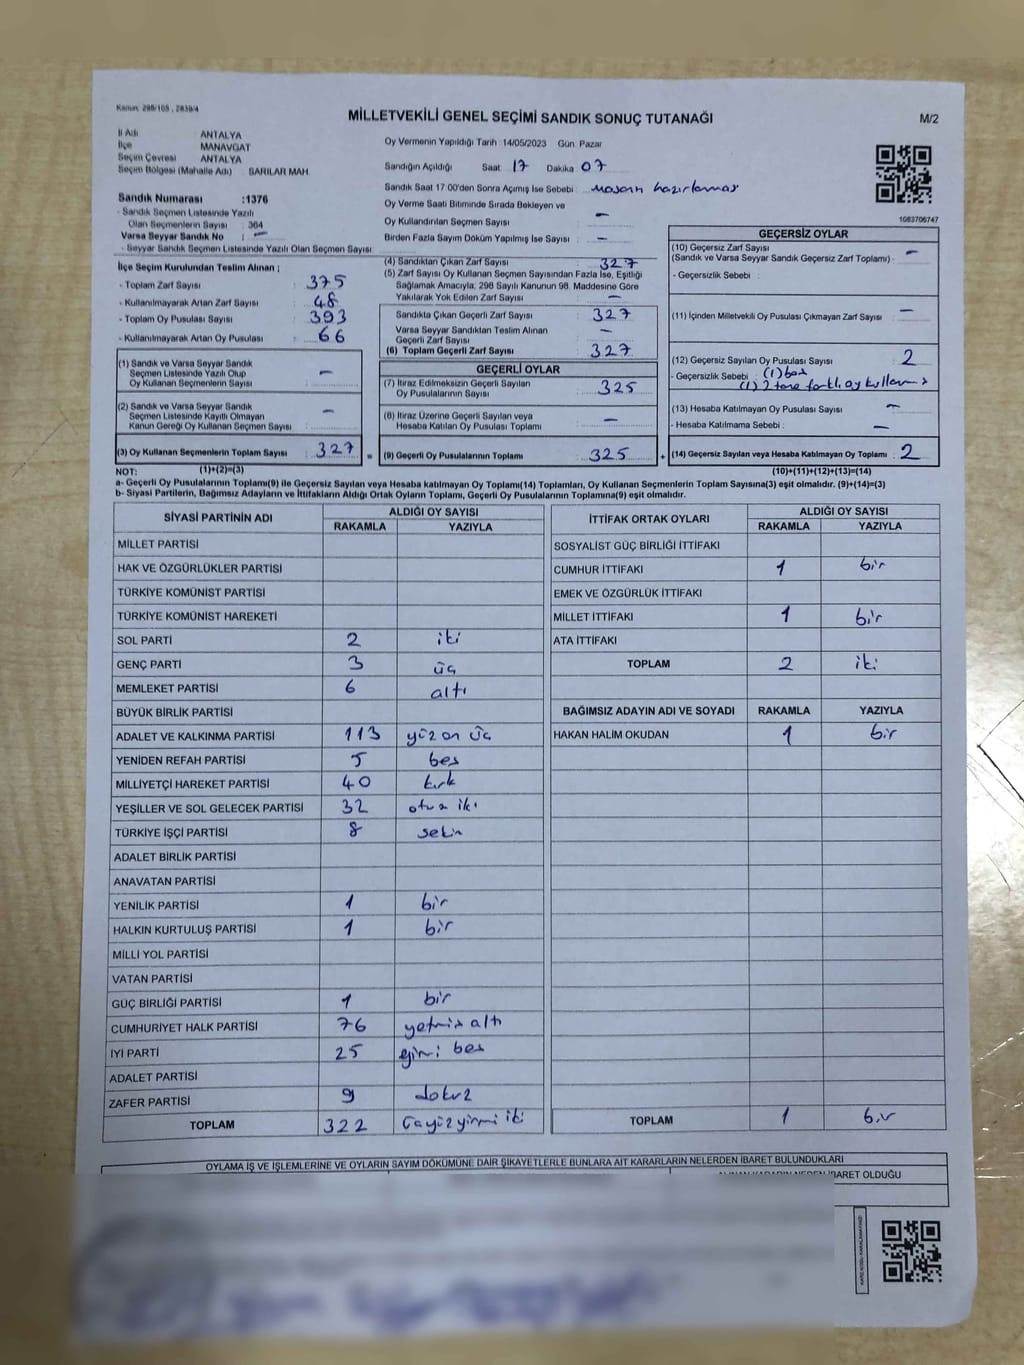 Kanun: 298/105 , 2839/4
MİLLETVEKİLİ GENEL SEÇİMİ SANDIK SONUÇ TUTANAĞI
M/2
İl Adı ANTALYA
İlçe MANAVGAT
Seçim Çevresi ANTALYA
Seçim Bölgesi (Mahalle Adı) SARILAR MAH.
Oy Vermenin Yapıldığı Tarih : 14/05/2023 Gün: Pazar
Sandığın Açıldığı Saat 17 Dakika 07
Sandık Saat 17:00'den Sonra Açılmış İse Sebebi : masanın hazırlanması
Oy Verme Saati Bitiminde Sırada Bekleyen ve
Oy Kullandırılan Seçmen Sayısı : —
Birden Fazla Sayım Döküm Yapılmış İse Sayısı : —
1083706747
Sandık Numarası :1376
- Sandık Seçmen Listesinde Yazılı
Olan Seçmenlerin Sayısı : 364
Varsa Seyyar Sandık No : —
- Seyyar Sandık Seçmen Listesinde Yazılı Olan Seçmen Sayısı:
İlçe Seçim Kurulundan Teslim Alınan ;
- Toplam Zarf Sayısı : 375
- Kullanılmayarak Artan Zarf Sayısı : 48
- Toplam Oy Pusulası Sayısı : 393
- Kullanılmayarak Artan Oy Pusulası : 66
(1) Sandık ve Varsa Seyyar Sandık
Seçmen Listesinde Yazılı Olup
Oy Kullanan Seçmenlerin Sayısı : —
(2) Sandık ve Varsa Seyyar Sandık
Seçmen Listesinde Kayıtlı Olmayan
Kanun Gereği Oy Kullanan Seçmen Sayısı : —
(3) Oy Kullanan Seçmenlerin Toplam Sayısı : 327
(1)+(2)=(3)
(4) Sandıktan Çıkan Zarf Sayısı : 327
(5) Zarf Sayısı Oy Kullanan Seçmen Sayısından Fazla İse, Eşitliği
Sağlamak Amacıyla; 298 Sayılı Kanunun 98. Maddesine Göre
Yakılarak Yok Edilen Zarf Sayısı : —
Sandıkta Çıkan Geçerli Zarf Sayısı : 327
Varsa Seyyar Sandıktan Teslim Alınan
Geçerli Zarf Sayısı : —
(6) Toplam Geçerli Zarf Sayısı : 327
GEÇERLİ OYLAR
(7) İtiraz Edilmeksizin Geçerli Sayılan
Oy Pusulalarının Sayısı : 325
(8) İtiraz Üzerine Geçerli Sayılan veya
Hesaba Katılan Oy Pusulası Toplamı : —
= (9) Geçerli Oy Pusulalarının Toplamı : 325
GEÇERSİZ OYLAR
(10) Geçersiz Zarf Sayısı
(Sandık ve Varsa Seyyar Sandık Geçersiz Zarf Toplamı) : —
- Geçersizlik Sebebi :
(11) İçinden Milletvekili Oy Pusulası Çıkmayan Zarf Sayısı : —
(12) Geçersiz Sayılan Oy Pusulası Sayısı : 2
- Geçersizlik Sebebi : (1) boş
(1) 2 tane farklı oy kullanmış
(13) Hesaba Katılmayan Oy Pusulası Sayısı : —
- Hesaba Katılmama Sebebi : —
+ (14) Geçersiz Sayılan veya Hesaba Katılmayan Oy Toplamı : 2
(10)+(11)+(12)+(13)=(14)
NOT:
a- Geçerli Oy Pusulalarının Toplamı(9) ile Geçersiz Sayılan veya Hesaba katılmayan Oy Toplamı(14) Toplamları, Oy Kullanan Seçmenlerin Toplam Sayısına(3) eşit olmalıdır. (9)+(14)=(3)
b- Siyasi Partilerin, Bağımsız Adayların ve İttifakların Aldığı Ortak Oyların Toplamı, Geçerli Oy Pusulalarının Toplamına(9) eşit olmalıdır.
SİYASİ PARTİNİN ADI ALDIĞI OY SAYISI
RAKAMLA YAZIYLA
MİLLET PARTİSİ
HAK VE ÖZGÜRLÜKLER PARTİSİ
TÜRKİYE KOMÜNİST PARTİSİ
TÜRKİYE KOMÜNİST HAREKETİ
SOL PARTİ 2 iki
GENÇ PARTİ 3 üç
MEMLEKET PARTİSİ 6 altı
BÜYÜK BİRLİK PARTİSİ
ADALET VE KALKINMA PARTİSİ 113 yüz on üç
YENİDEN REFAH PARTİSİ 5 beş
MİLLİYETÇİ HAREKET PARTİSİ 40 kırk
YEŞİLLER VE SOL GELECEK PARTİSİ 32 otuz iki
TÜRKİYE İŞÇİ PARTİSİ 8 sekiz
ADALET BİRLİK PARTİSİ
ANAVATAN PARTİSİ
YENİLİK PARTİSİ 1 bir
HALKIN KURTULUŞ PARTİSİ 1 bir
MİLLİ YOL PARTİSİ
VATAN PARTİSİ
GÜÇ BİRLİĞİ PARTİSİ 1 bir
CUMHURİYET HALK PARTİSİ 76 yetmiş altı
İYİ PARTİ 25 yirmi beş
ADALET PARTİSİ
ZAFER PARTİSİ 9 dokuz
TOPLAM 322 üçyüz yirmi iki
İTTİFAK ORTAK OYLARI ALDIĞI OY SAYISI
RAKAMLA YAZIYLA
SOSYALİST GÜÇ BİRLİĞİ İTTİFAKI
CUMHUR İTTİFAKI 1 bir
EMEK VE ÖZGÜRLÜK İTTİFAKI
MİLLET İTTİFAKI 1 bir
ATA İTTİFAKI
TOPLAM 2 iki
BAĞIMSIZ ADAYIN ADI VE SOYADI RAKAMLA YAZIYLA
HAKAN HALİM OKUDAN 1 bir
TOPLAM 1 bir
OYLAMA İŞ VE İŞLEMLERİNE VE OYLARIN SAYIM DÖKÜMÜNE DAİR ŞİKAYETLERLE BUNLARA AİT KARARLARIN NELERDEN İBARET BULUNDUKLARI
ALINAN KARARIN NEDEN İBARET OLDUĞU